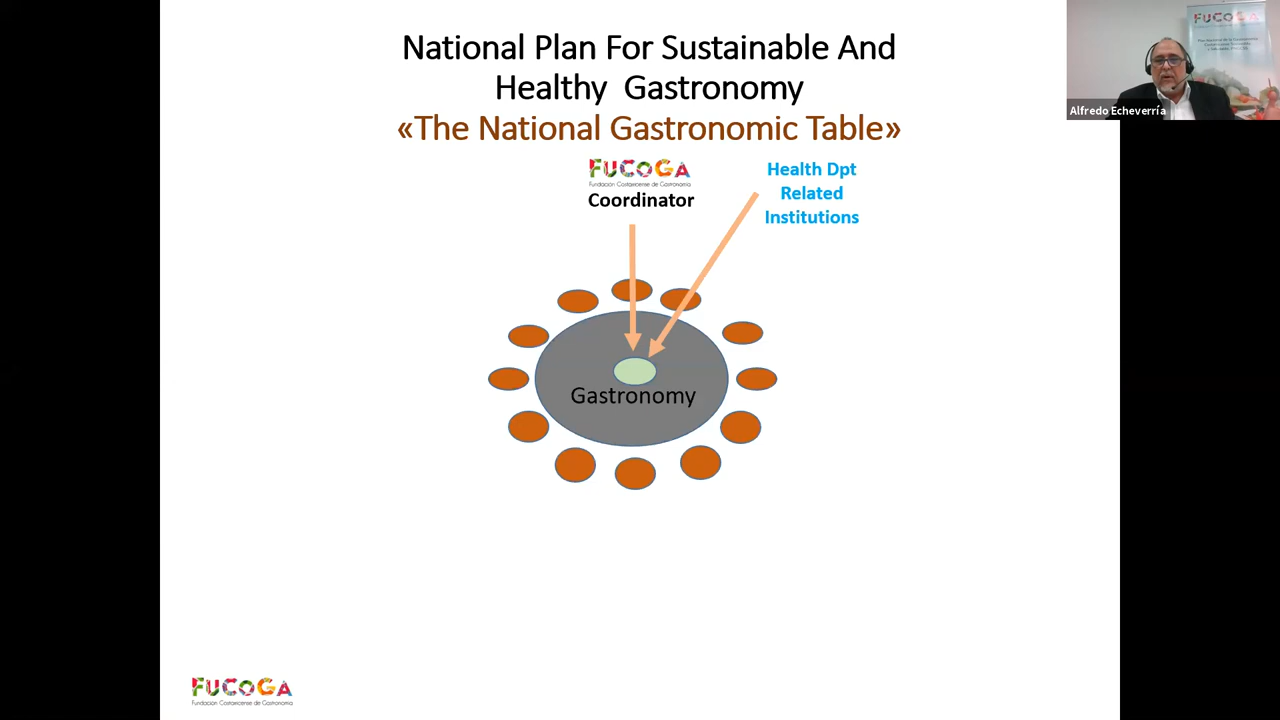 National Plan For Sustainable And
Healthy Gastronomy
«The National Gastronomic Table»
FUCOGA
Fundación Costarricense de Gastronomía
Coordinator
Health Dpt
Related
Institutions
Gastronomy
FUCOGA
Fundación Costarricense de Gastronomía
FUCOGA
Alfredo Echeverría